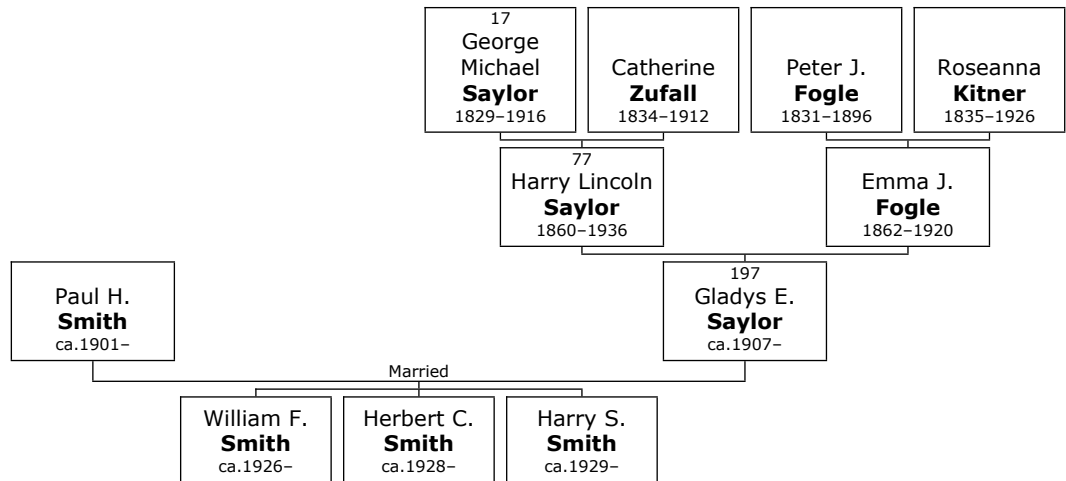 17
George
Michael
Saylor
1829–1916
Catherine
Zufall
1834–1912
Peter J.
Fogle
1831–1896
Roseanna
Kitner
1835–1926
77
Harry Lincoln
Saylor
1860–1936
Emma J.
Fogle
1862–1920
Paul H.
Smith
ca.1901–
197
Gladys E.
Saylor
ca.1907–
Married
William F.
Smith
ca.1926–
Herbert C.
Smith
ca.1928–
Harry S.
Smith
ca.1929–